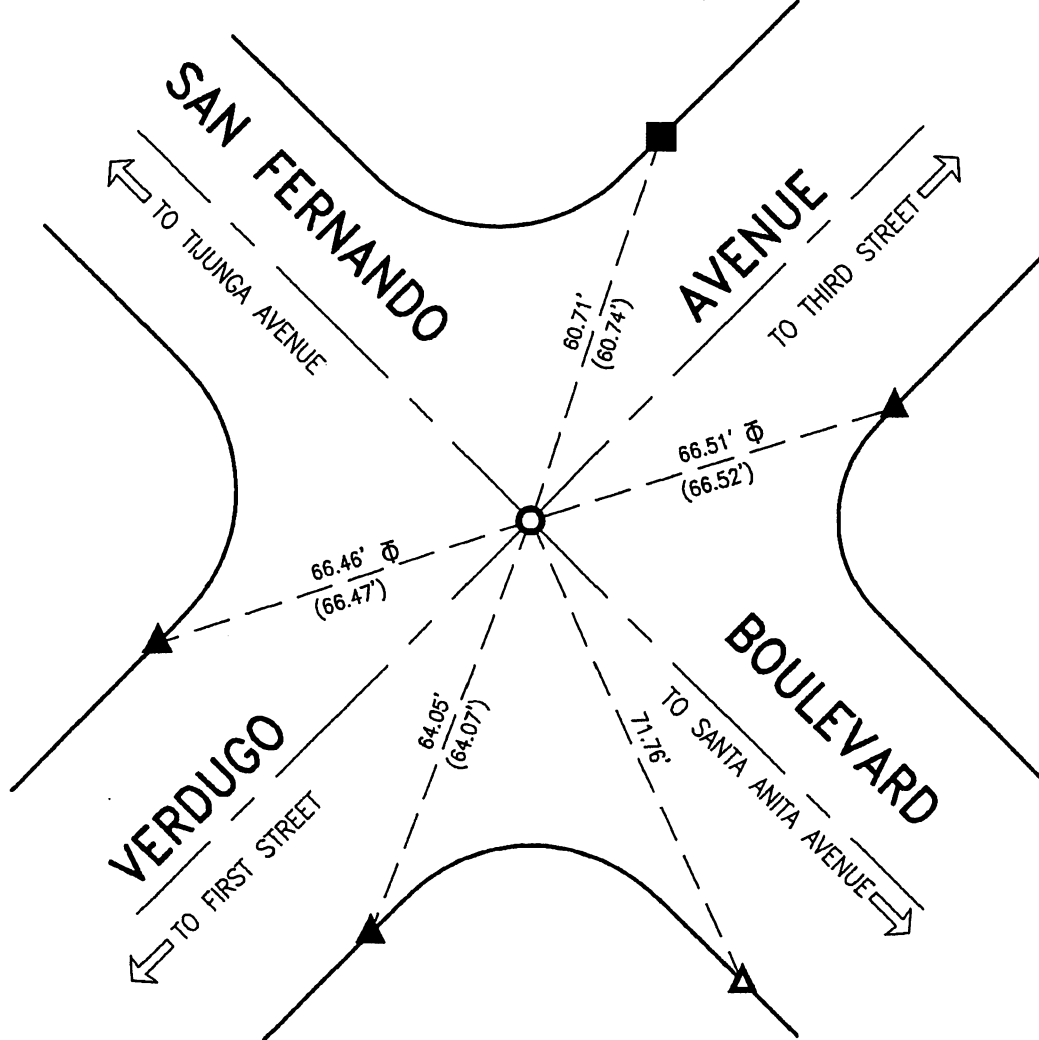 SAN FERNANDO
TO TIJUNGA AVENUE
AVENUE
TO THIRD STREET
60.71'
(60.74')
66.51' Φ
(66.52')
66.46' Φ
(66.47')
64.05'
(64.07')
71.76'
VERDUGO
TO FIRST STREET
BOULEVARD
TO SANTA ANITA AVENUE